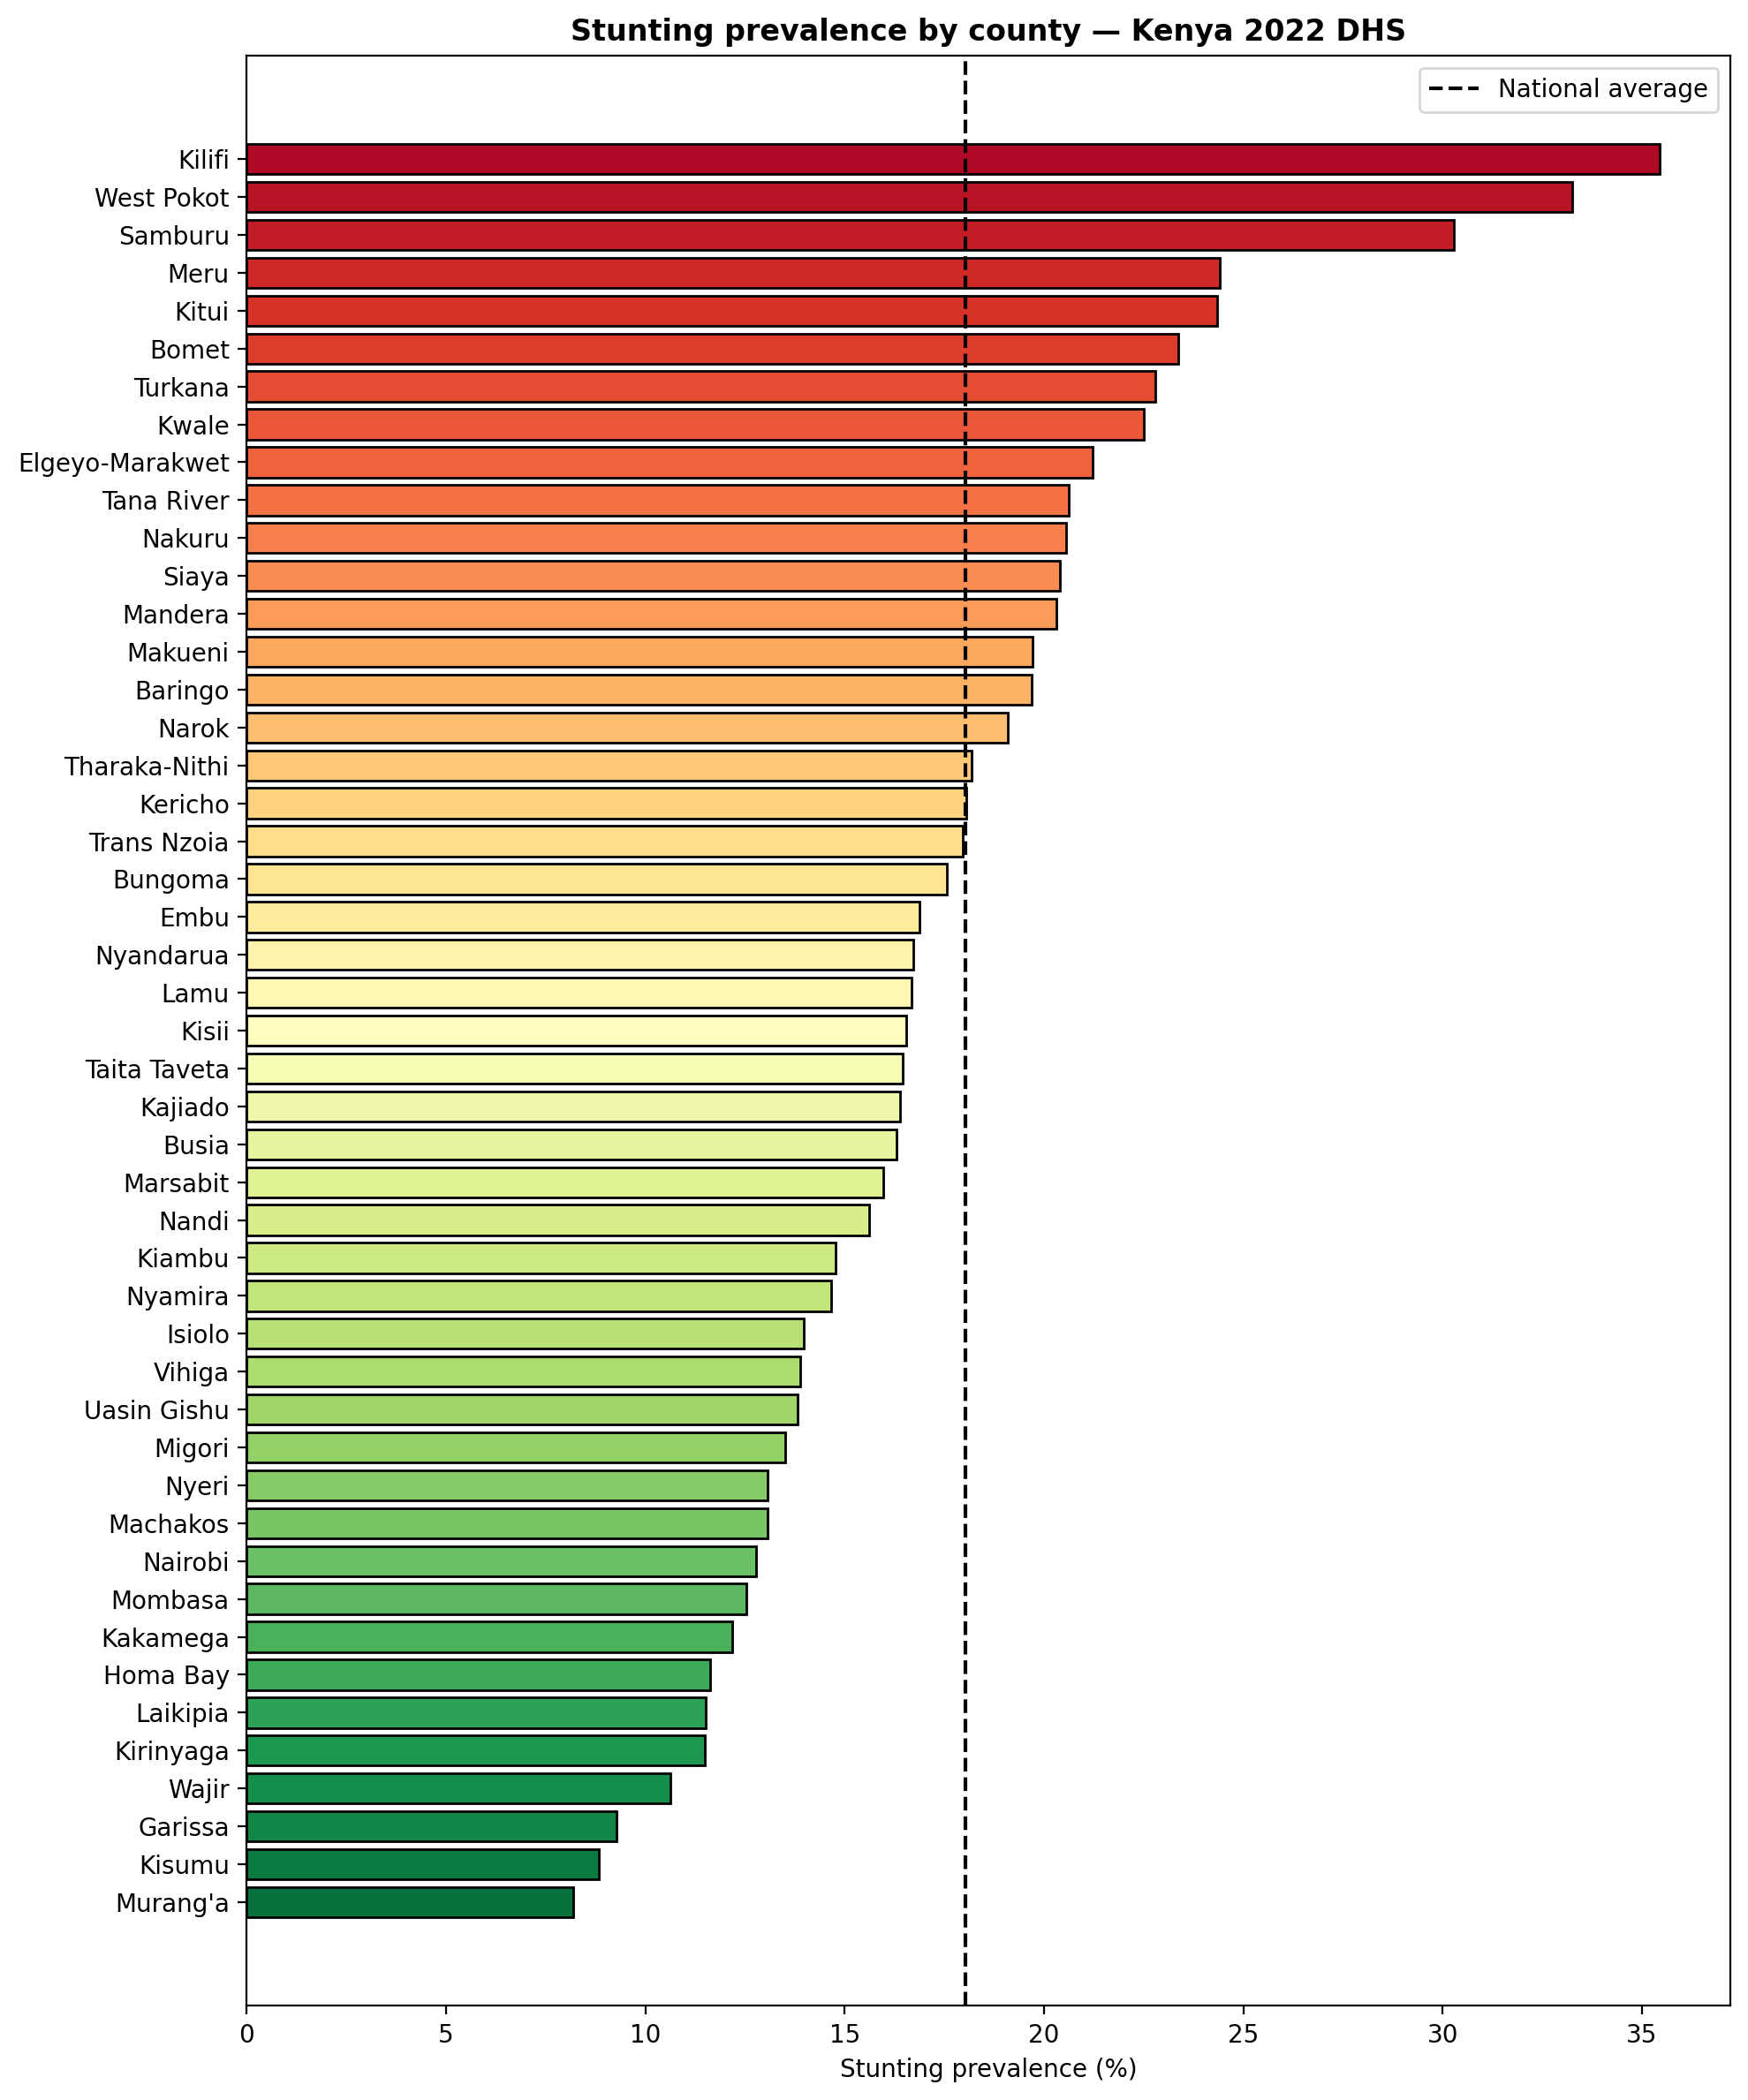 Stunting prevalence by county — Kenya 2022 DHS
National average
Kilifi
West Pokot
Samburu
Meru
Kitui
Bomet
Turkana
Kwale
Elgeyo-Marakwet
Tana River
Nakuru
Siaya
Mandera
Makueni
Baringo
Narok
Tharaka-Nithi
Kericho
Trans Nzoia
Bungoma
Embu
Nyandarua
Lamu
Kisii
Taita Taveta
Kajiado
Busia
Marsabit
Nandi
Kiambu
Nyamira
Isiolo
Vihiga
Uasin Gishu
Migori
Nyeri
Machakos
Nairobi
Mombasa
Kakamega
Homa Bay
Laikipia
Kirinyaga
Wajir
Garissa
Kisumu
Murang'a
0 5 10 15 20 25 30 35
Stunting prevalence (%)